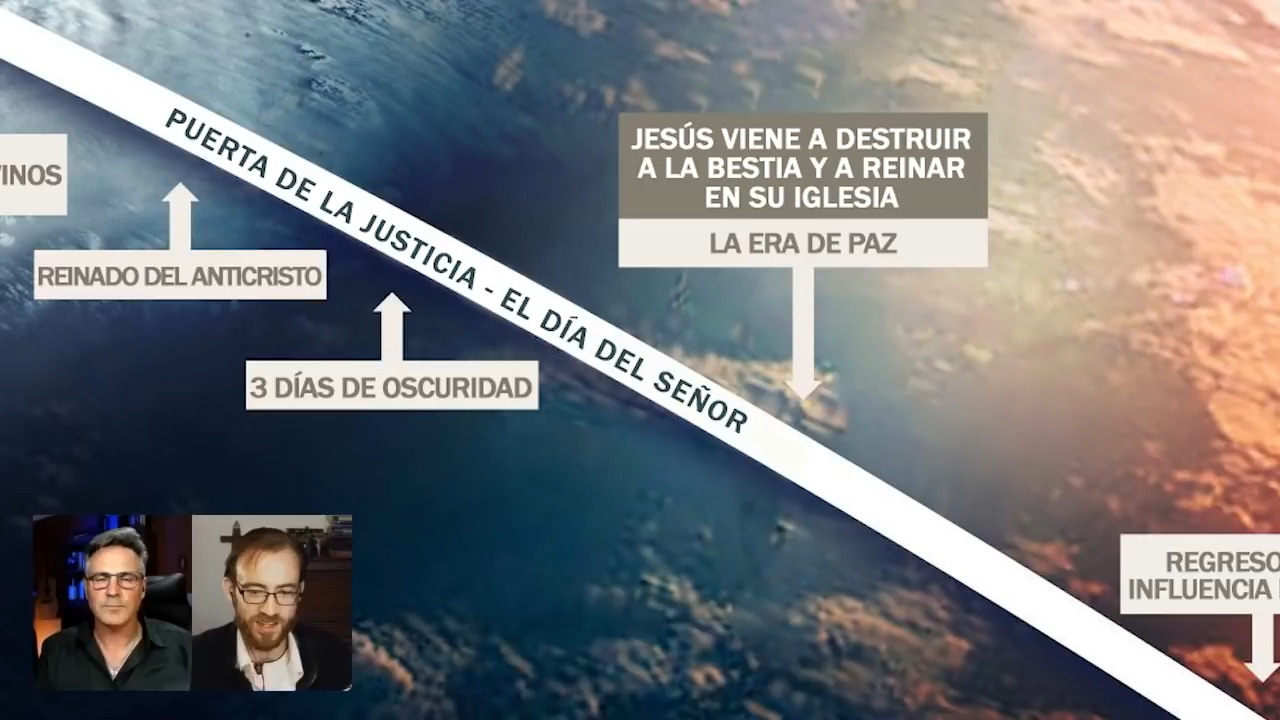 PUERTA DE LA JUSTICIA - EL DÍA DEL SEÑOR
JESÚS VIENE A DESTRUIR
A LA BESTIA Y A REINAR
EN SU IGLESIA
LA ERA DE PAZ
REINADO DEL ANTICRISTO
3 DÍAS DE OSCURIDAD
REGRESO
INFLUENCIA